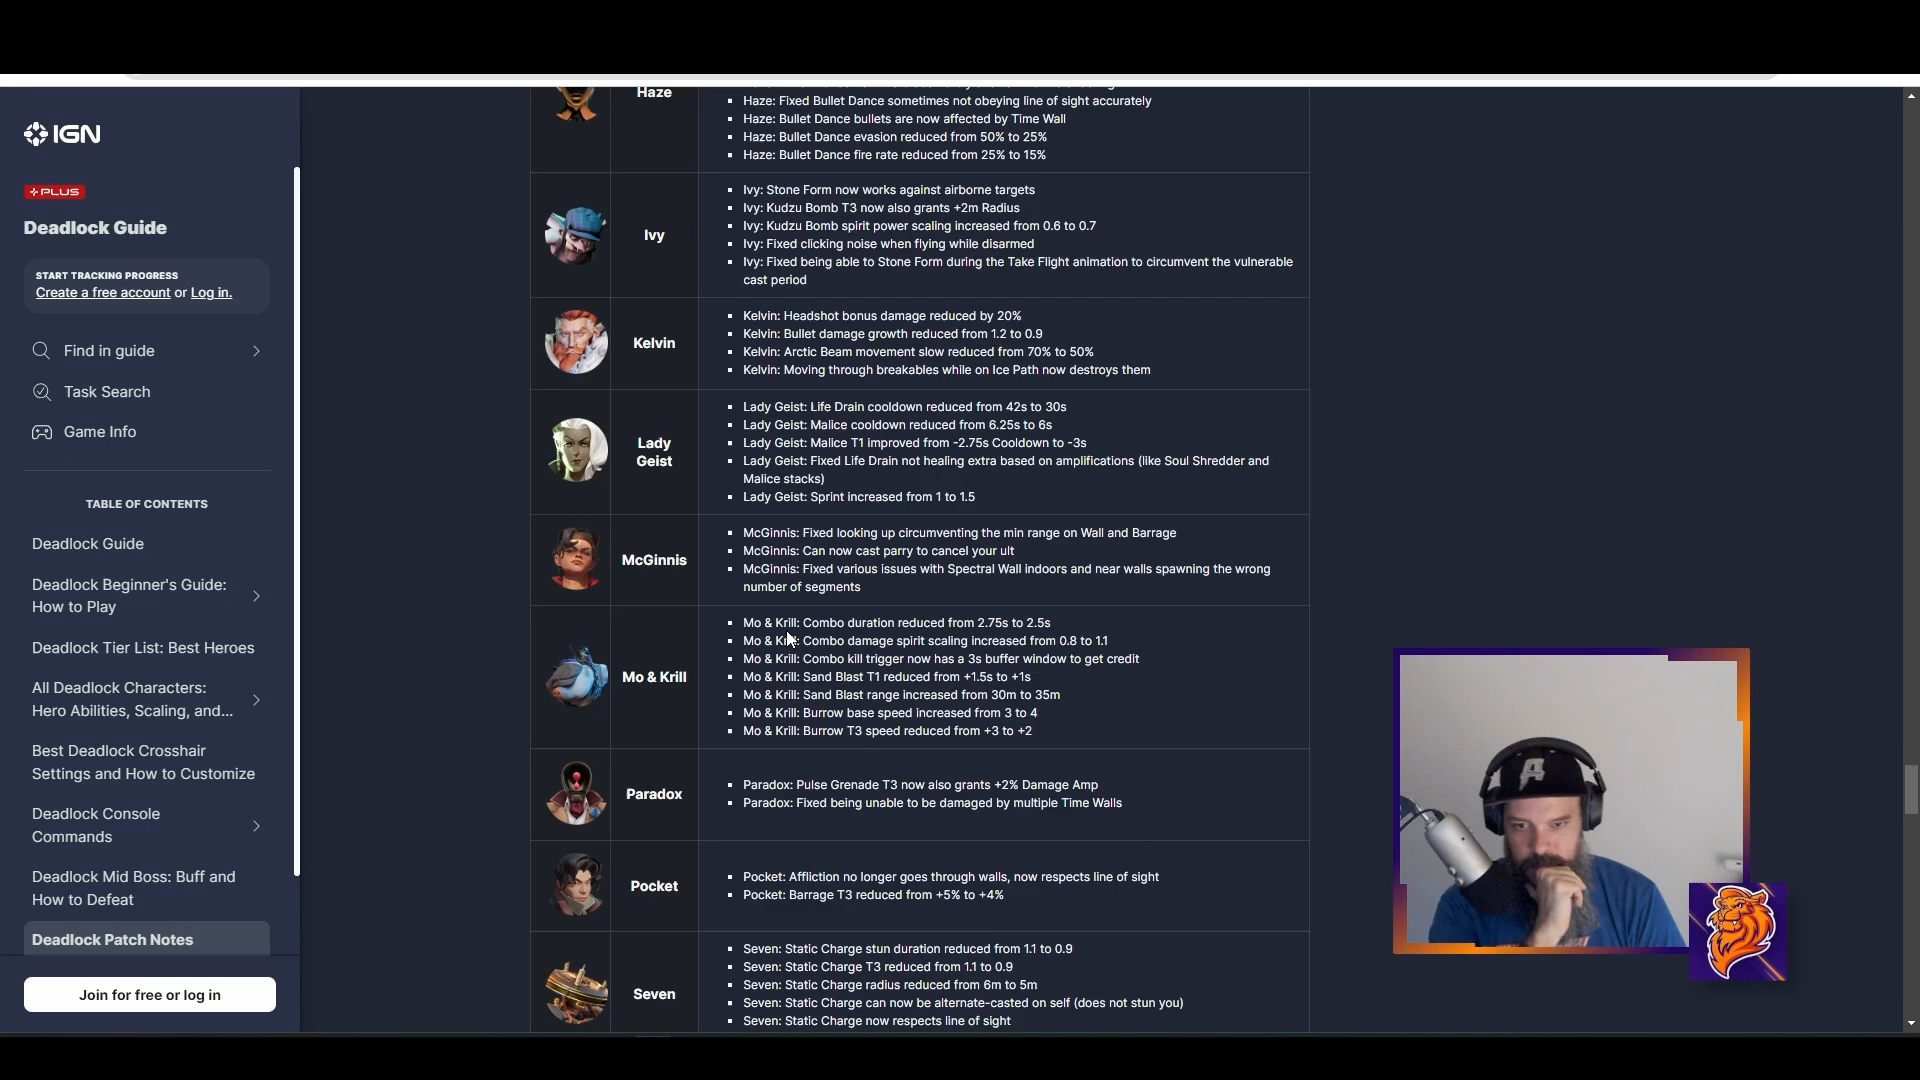 IGN
+PLUS
Deadlock Guide
START TRACKING PROGRESS
Create a free account or Log in.
Find in guide
Task Search
Game Info
TABLE OF CONTENTS
Deadlock Guide
Deadlock Beginner's Guide:
How to Play
Deadlock Tier List: Best Heroes
All Deadlock Characters:
Hero Abilities, Scaling, and...
Best Deadlock Crosshair
Settings and How to Customize
Deadlock Console
Commands
Deadlock Mid Boss: Buff and
How to Defeat
Deadlock Patch Notes
Join for free or log in
Haze
Haze: Fixed Bullet Dance sometimes not obeying line of sight accurately
Haze: Bullet Dance bullets are now affected by Time Wall
Haze: Bullet Dance evasion reduced from 50% to 25%
Haze: Bullet Dance fire rate reduced from 25% to 15%
Ivy
Ivy: Stone Form now works against airborne targets
Ivy: Kudzu Bomb T3 now also grants +2m Radius
Ivy: Kudzu Bomb spirit power scaling increased from 0.6 to 0.7
Ivy: Fixed clicking noise when flying while disarmed
Ivy: Fixed being able to Stone Form during the Take Flight animation to circumvent the vulnerable
cast period
Kelvin
Kelvin: Headshot bonus damage reduced by 20%
Kelvin: Bullet damage growth reduced from 1.2 to 0.9
Kelvin: Arctic Beam movement slow reduced from 70% to 50%
Kelvin: Moving through breakables while on Ice Path now destroys them
Lady
Geist
Lady Geist: Life Drain cooldown reduced from 42s to 30s
Lady Geist: Malice cooldown reduced from 6.25s to 6s
Lady Geist: Malice T1 improved from -2.75s Cooldown to -3s
Lady Geist: Fixed Life Drain not healing extra based on amplifications (like Soul Shredder and
Malice stacks)
Lady Geist: Sprint increased from 1 to 1.5
McGinnis
McGinnis: Fixed looking up circumventing the min range on Wall and Barrage
McGinnis: Can now cast parry to cancel your ult
McGinnis: Fixed various issues with Spectral Wall indoors and near walls spawning the wrong
number of segments
Mo & Krill
Mo & Krill: Combo duration reduced from 2.75s to 2.5s
Mo & Krill: Combo damage spirit scaling increased from 0.8 to 1.1
Mo & Krill: Combo kill trigger now has a 3s buffer window to get credit
Mo & Krill: Sand Blast T1 reduced from +1.5s to +1s
Mo & Krill: Sand Blast range increased from 30m to 35m
Mo & Krill: Burrow base speed increased from 3 to 4
Mo & Krill: Burrow T3 speed reduced from +3 to +2
Paradox
Paradox: Pulse Grenade T3 now also grants +2% Damage Amp
Paradox: Fixed being unable to be damaged by multiple Time Walls
Pocket
Pocket: Affliction no longer goes through walls, now respects line of sight
Pocket: Barrage T3 reduced from +5% to +4%
Seven
Seven: Static Charge stun duration reduced from 1.1 to 0.9
Seven: Static Charge T3 reduced from 1.1 to 0.9
Seven: Static Charge radius reduced from 6m to 5m
Seven: Static Charge can now be alternate-casted on self (does not stun you)
Seven: Static Charge now respects line of sight